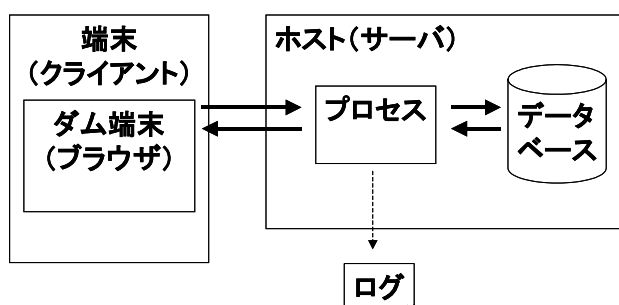 端末
(クライアント)
ダム端末
(ブラウザ)
ホスト(サーバ)
プロセス
データ
ベース
ログ